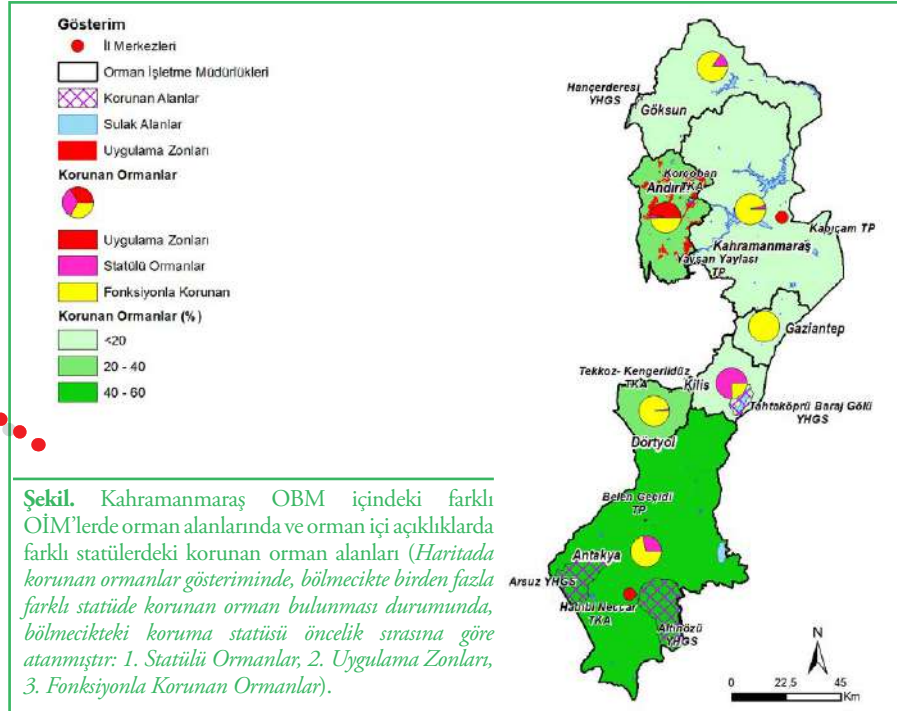 Gösterim
İl Merkezleri
Orman İşletme Müdürlükleri
Korunan Alanlar
Sulak Alanlar
Uygulama Zonları
Korunan Ormanlar
Uygulama Zonları
Statülü Ormanlar
Fonksiyonla Korunan
Korunan Ormanlar (%)
<20
20 - 40
40 - 60
Hançerderesi
YHGS
Göksun
Korçoban
TKA
Andırın
Kapıçam TP
Kahramanmaraş
Yavşan Yaylası
TP
Gaziantep
Tekkoz- Kengerlidüz
TKA
Kilis
Tahtaköprü Baraj Gölü
YHGS
Dörtyol
Belen Geçidi
TP
Antakya
Arsuz YHGS
Habibi Neccar
TKA
Altınözü
YHGS
N
0 22,5 45
Km
Şekil. Kahramanmaraş OBM içindeki farklı
OİM'lerde orman alanlarında ve orman içi açıklıklarda
farklı statülerdeki korunan orman alanları (Haritada
korunan ormanlar gösteriminde, bölmecikte birden fazla
farklı statüde korunan orman bulunması durumunda,
bölmecikteki koruma statüsü öncelik sırasına göre
atanmıştır: 1. Statülü Ormanlar, 2. Uygulama Zonları,
3. Fonksiyonla Korunan Ormanlar).